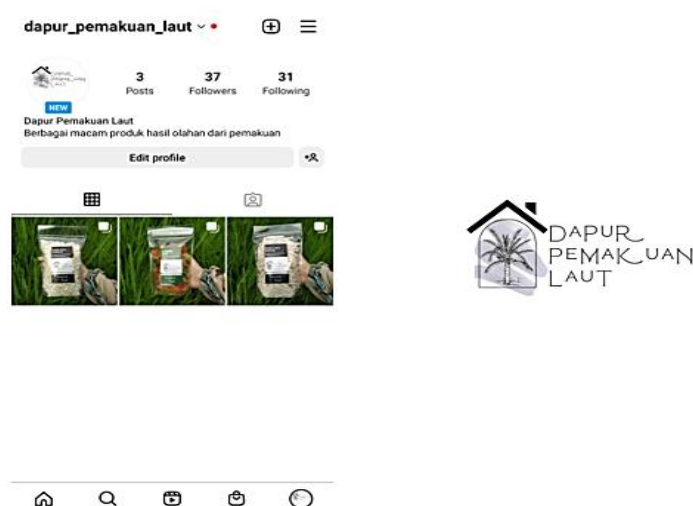 dapur_pemakuan_laut
3 37 31
Posts Followers Following
NEW
Dapur Pemakuan Laut
Berbagai macam produk hasil olahan dari pemakuan
Edit profile
DAPUR
PEMAKUAN
LAUT